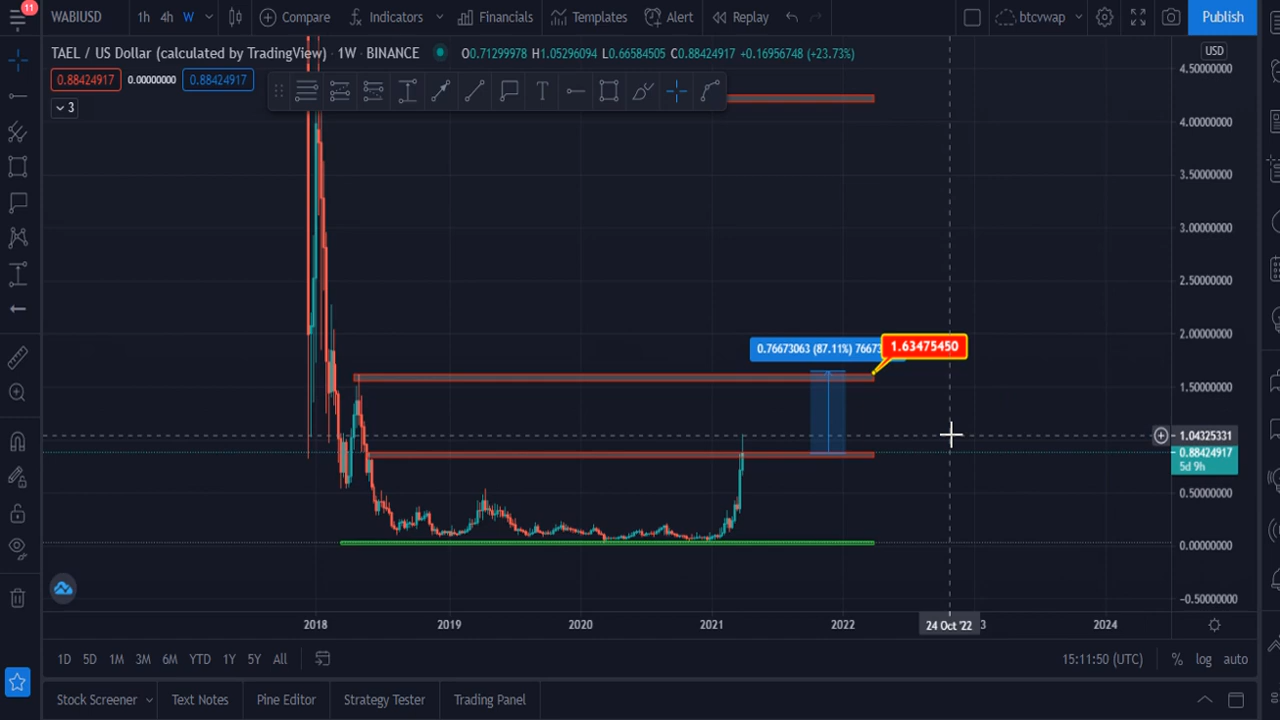 11
WABIUSD
1h 4h W
Compare
Indicators
Financials
Templates
Alert
Replay
btcvwap
Publish
TAEL / US Dollar (calculated by TradingView) · 1W · BINANCE
O0.71299978 H1.05296094 L0.66584505 C0.88424917 +0.16956748 (+23.73%)
USD
0.88424917 0.00000000 0.88424917
3
4.50000000
4.00000000
3.50000000
3.00000000
2.50000000
2.00000000
0.76673063 (87.11%) 76673
1.63475450
1.50000000
1.04325331
0.88424917
5d 9h
0.50000000
0.00000000
−0.50000000
2018 2019 2020 2021 2022 24 Oct '22 3 2024
1D 5D 1M 3M 6M YTD 1Y 5Y All
15:11:50 (UTC) % log auto
Stock Screener Text Notes Pine Editor Strategy Tester Trading Panel